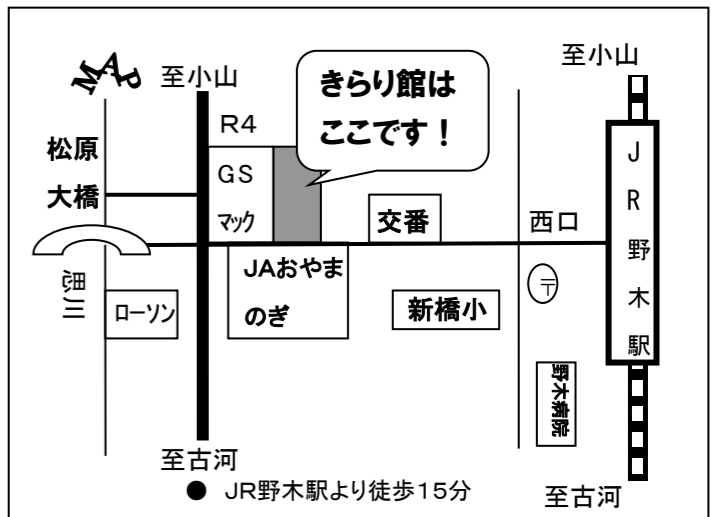 MAP
至小山
至小山
きらり館は
ここです！
R4
松原
大橋
GS
マック
交番
西口
JR野木駅
思川
ローソン
JAおやま
のぎ
新橋小
〒
野木病院
至古河
● JR野木駅より徒歩15分
至古河